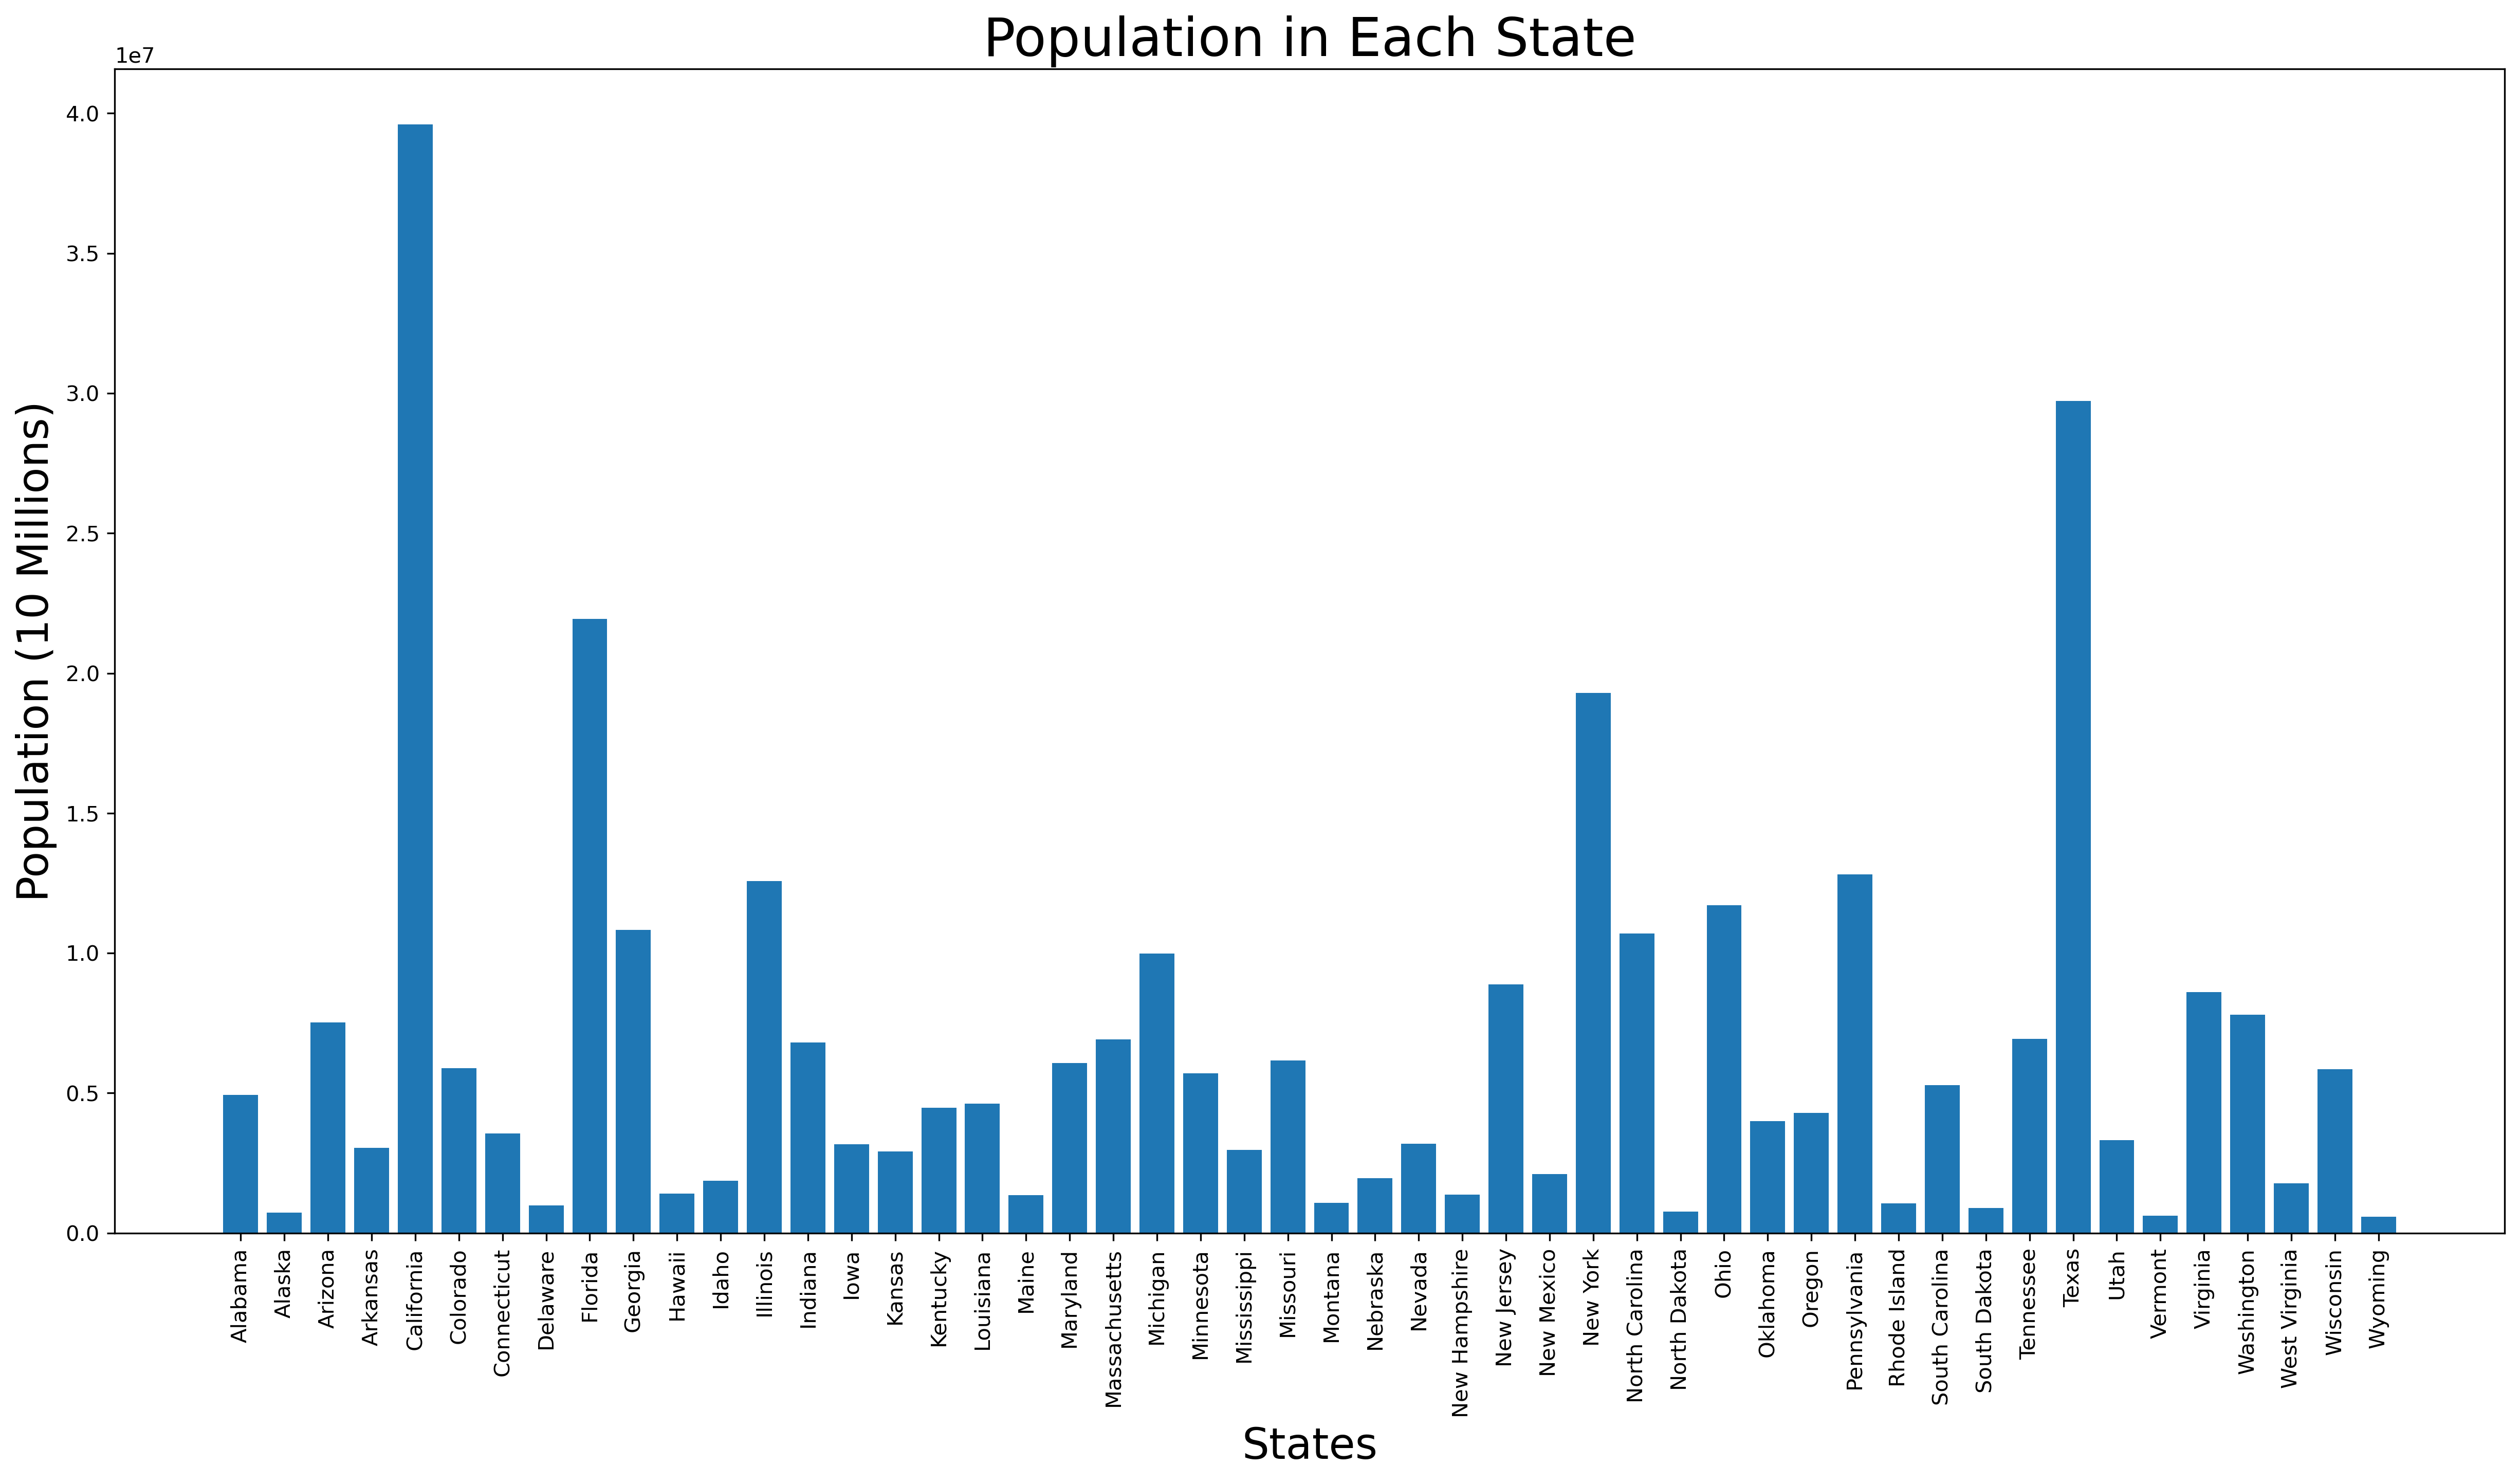 Population in Each State
1e7
4.0
3.5
3.0
2.5
2.0
1.5
1.0
0.5
0.0
Population (10 Millions)
Alabama
Alaska
Arizona
Arkansas
California
Colorado
Connecticut
Delaware
Florida
Georgia
Hawaii
Idaho
Illinois
Indiana
Iowa
Kansas
Kentucky
Louisiana
Maine
Maryland
Massachusetts
Michigan
Minnesota
Mississippi
Missouri
Montana
Nebraska
Nevada
New Hampshire
New Jersey
New Mexico
New York
North Carolina
North Dakota
Ohio
Oklahoma
Oregon
Pennsylvania
Rhode Island
South Carolina
South Dakota
Tennessee
Texas
Utah
Vermont
Virginia
Washington
West Virginia
Wisconsin
Wyoming
States